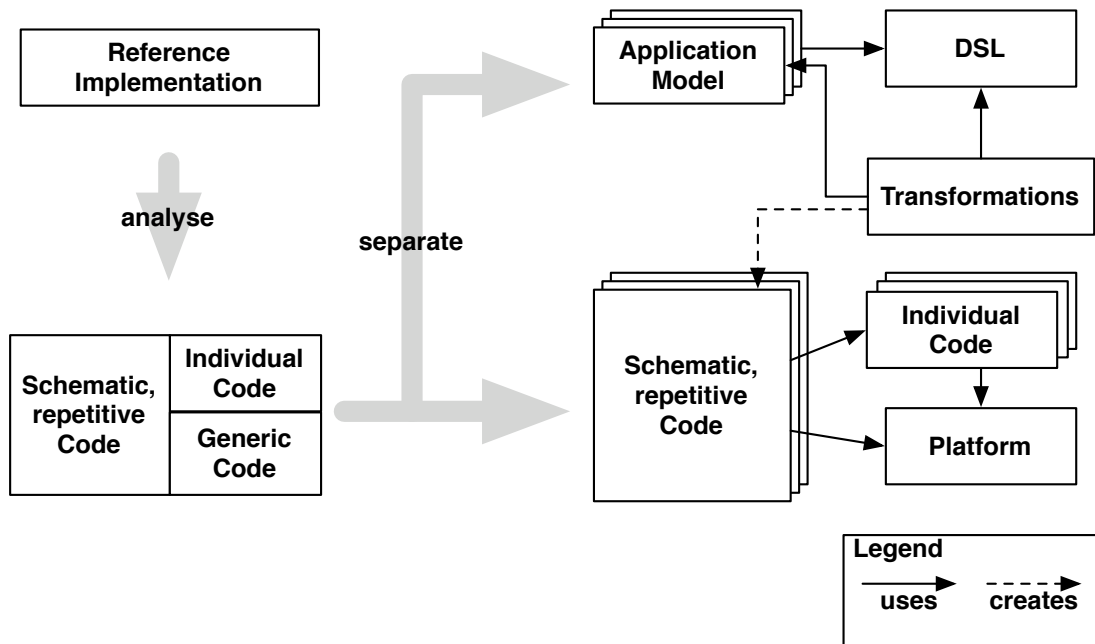 Reference
Implementation
analyse
Schematic,
repetitive
Code
Individual
Code
Generic
Code
separate
Application
Model
DSL
Transformations
Schematic,
repetitive
Code
Individual
Code
Platform
Legend
uses
creates